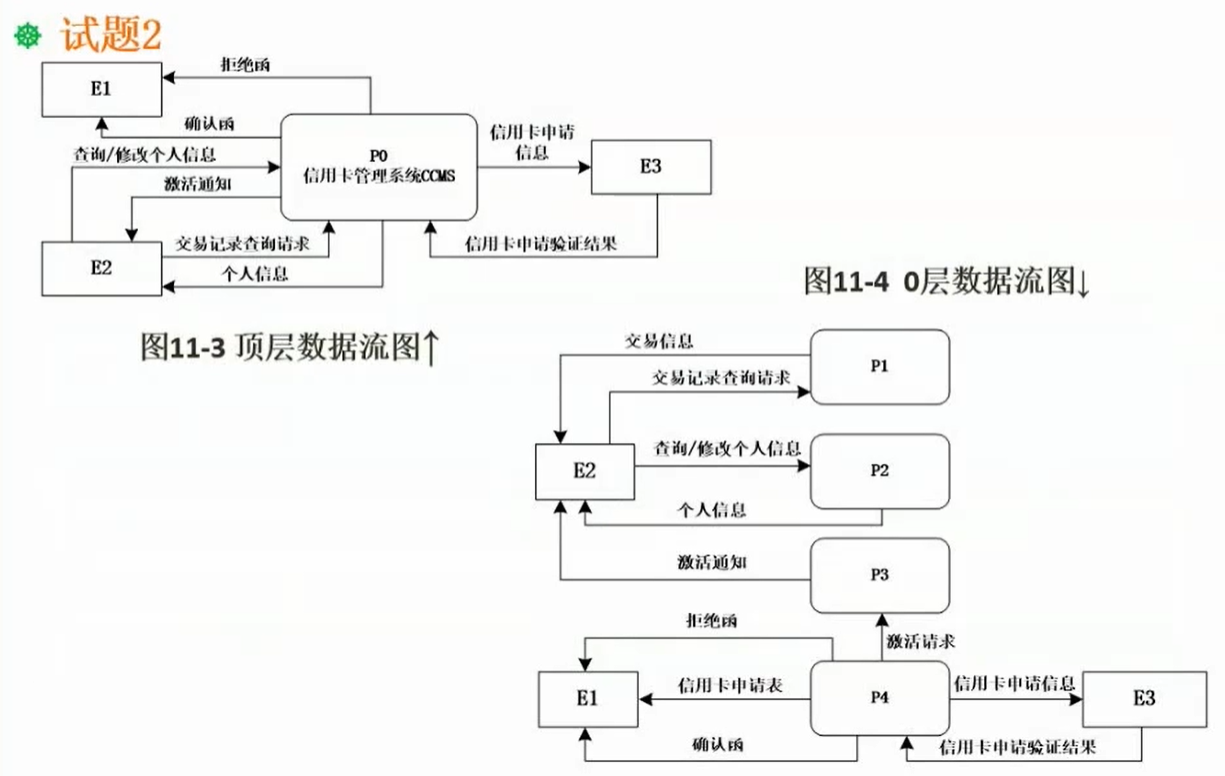 试题2
拒绝函
E1
确认函
信用卡申请
信息
查询/修改个人信息
P0
信用卡管理系统CCMS
E3
激活通知
交易记录查询请求
信用卡申请验证结果
E2
个人信息
图11-4 0层数据流图↓
图11-3 顶层数据流图↑
交易信息
P1
交易记录查询请求
查询/修改个人信息
E2
P2
个人信息
激活通知
P3
拒绝函
激活请求
E1
信用卡申请表
P4
信用卡申请信息
E3
确认函
信用卡申请验证结果